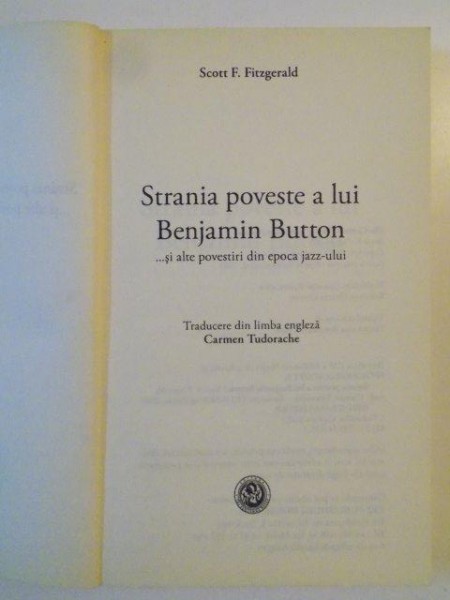 Scott F. Fitzgerald
Strania poveste a lui
Benjamin Button
...și alte povestiri din epoca jazz-ului
Traducere din limba engleză
Carmen Tudorache